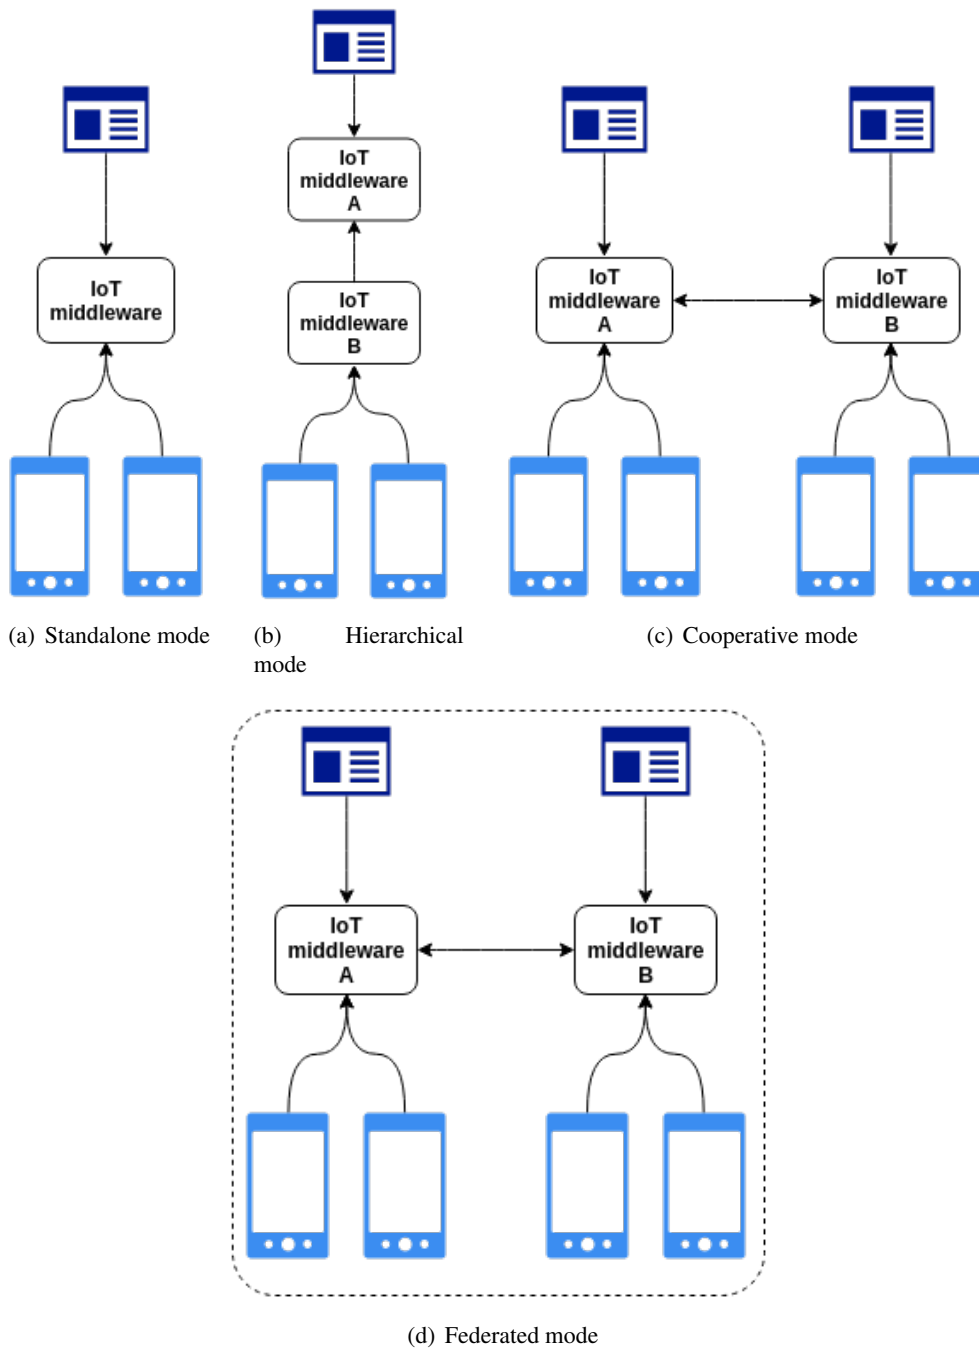 IoT
middleware
IoT
middleware
A
IoT
middleware
B
IoT
middleware
A
IoT
middleware
B
(a) Standalone mode
(b) Hierarchical
mode
(c) Cooperative mode
IoT
middleware
A
IoT
middleware
B
(d) Federated mode